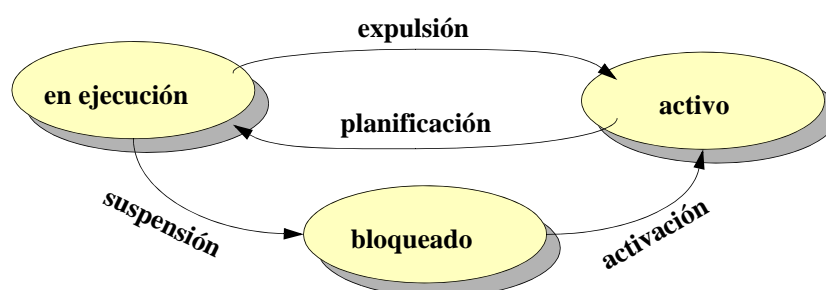 expulsión
en ejecución
activo
planificación
suspensión
bloqueado
activación